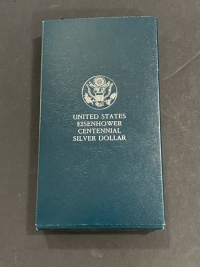 UNITED STATES
EISENHOWER
CENTENNIAL
SILVER DOLLAR